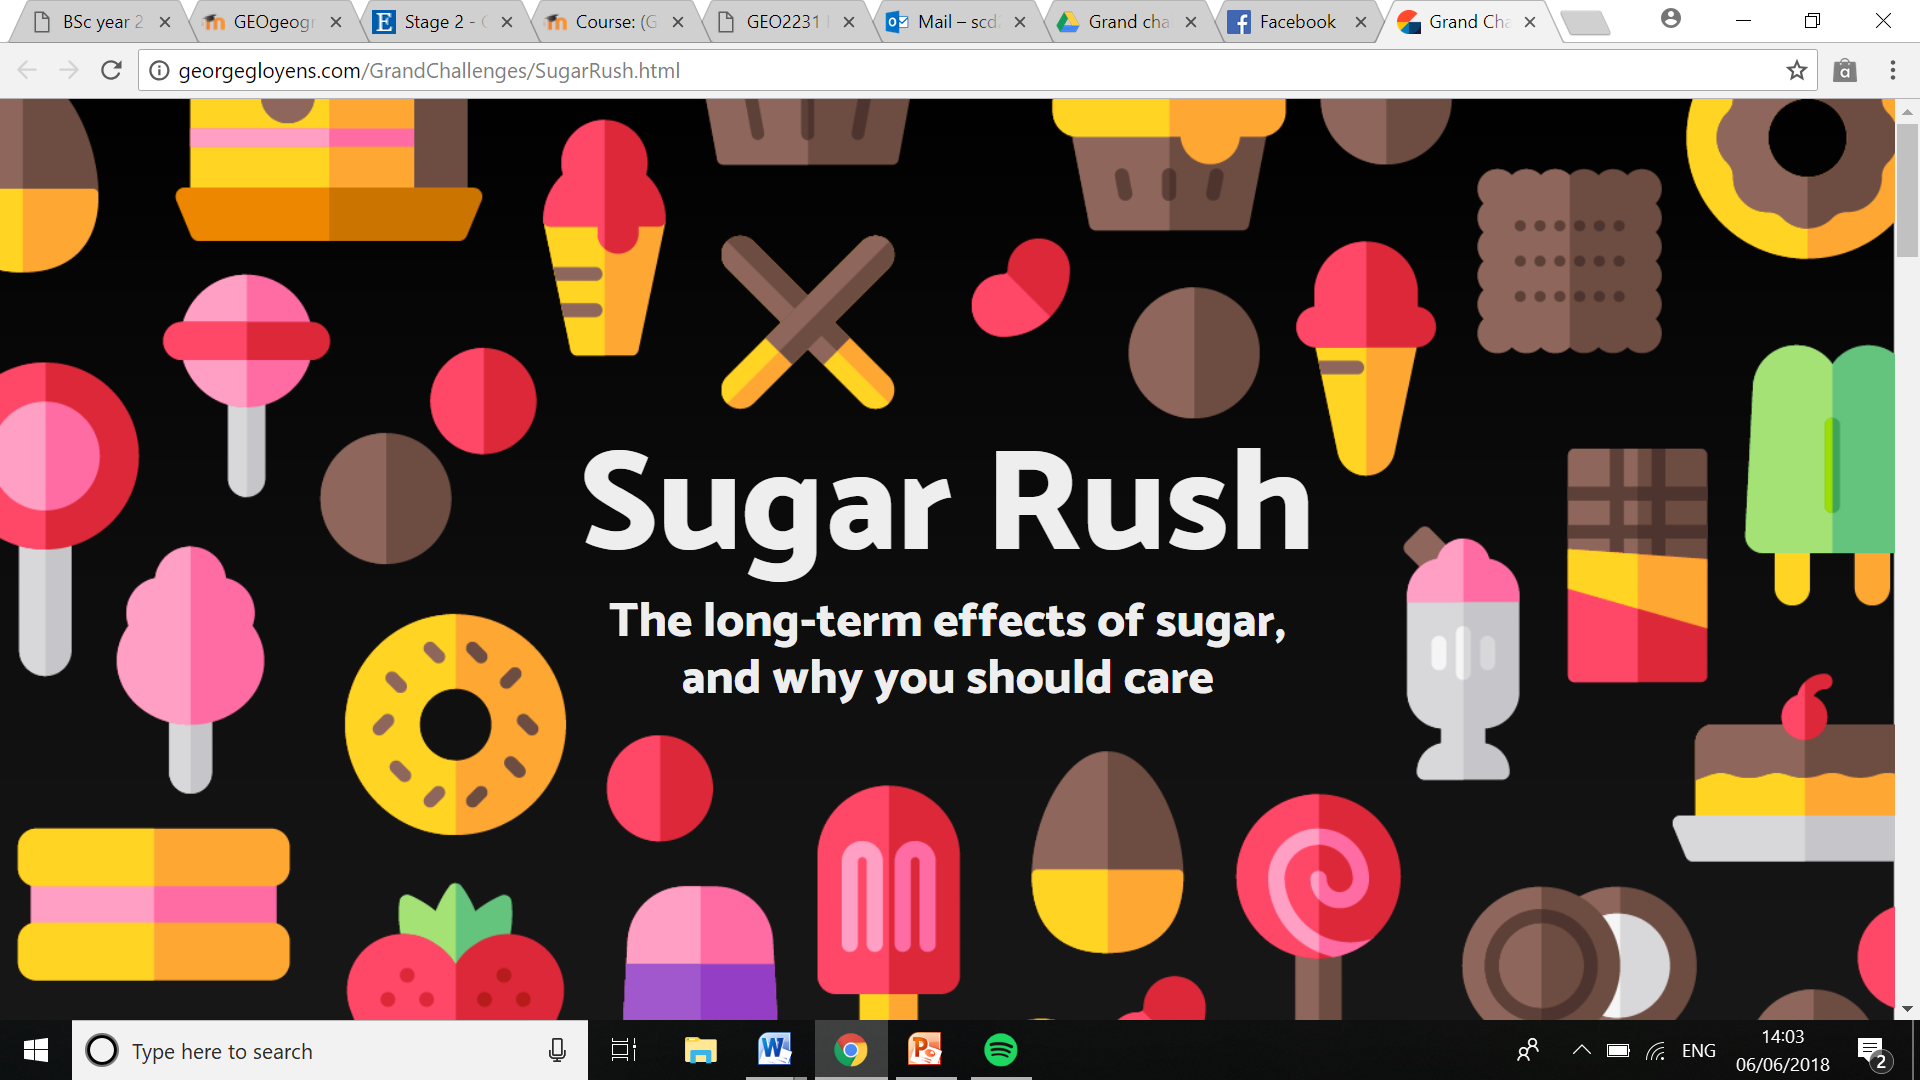 BSc year 2
GEOgeogr
Stage 2 -
Course: (G
GEO2231
Mail – scd
Grand cha
Facebook
Grand Cha
georgegloyens.com/GrandChallenges/SugarRush.html
Sugar Rush
The long-term effects of sugar,
and why you should care
Type here to search
ENG
14:03
06/06/2018
2